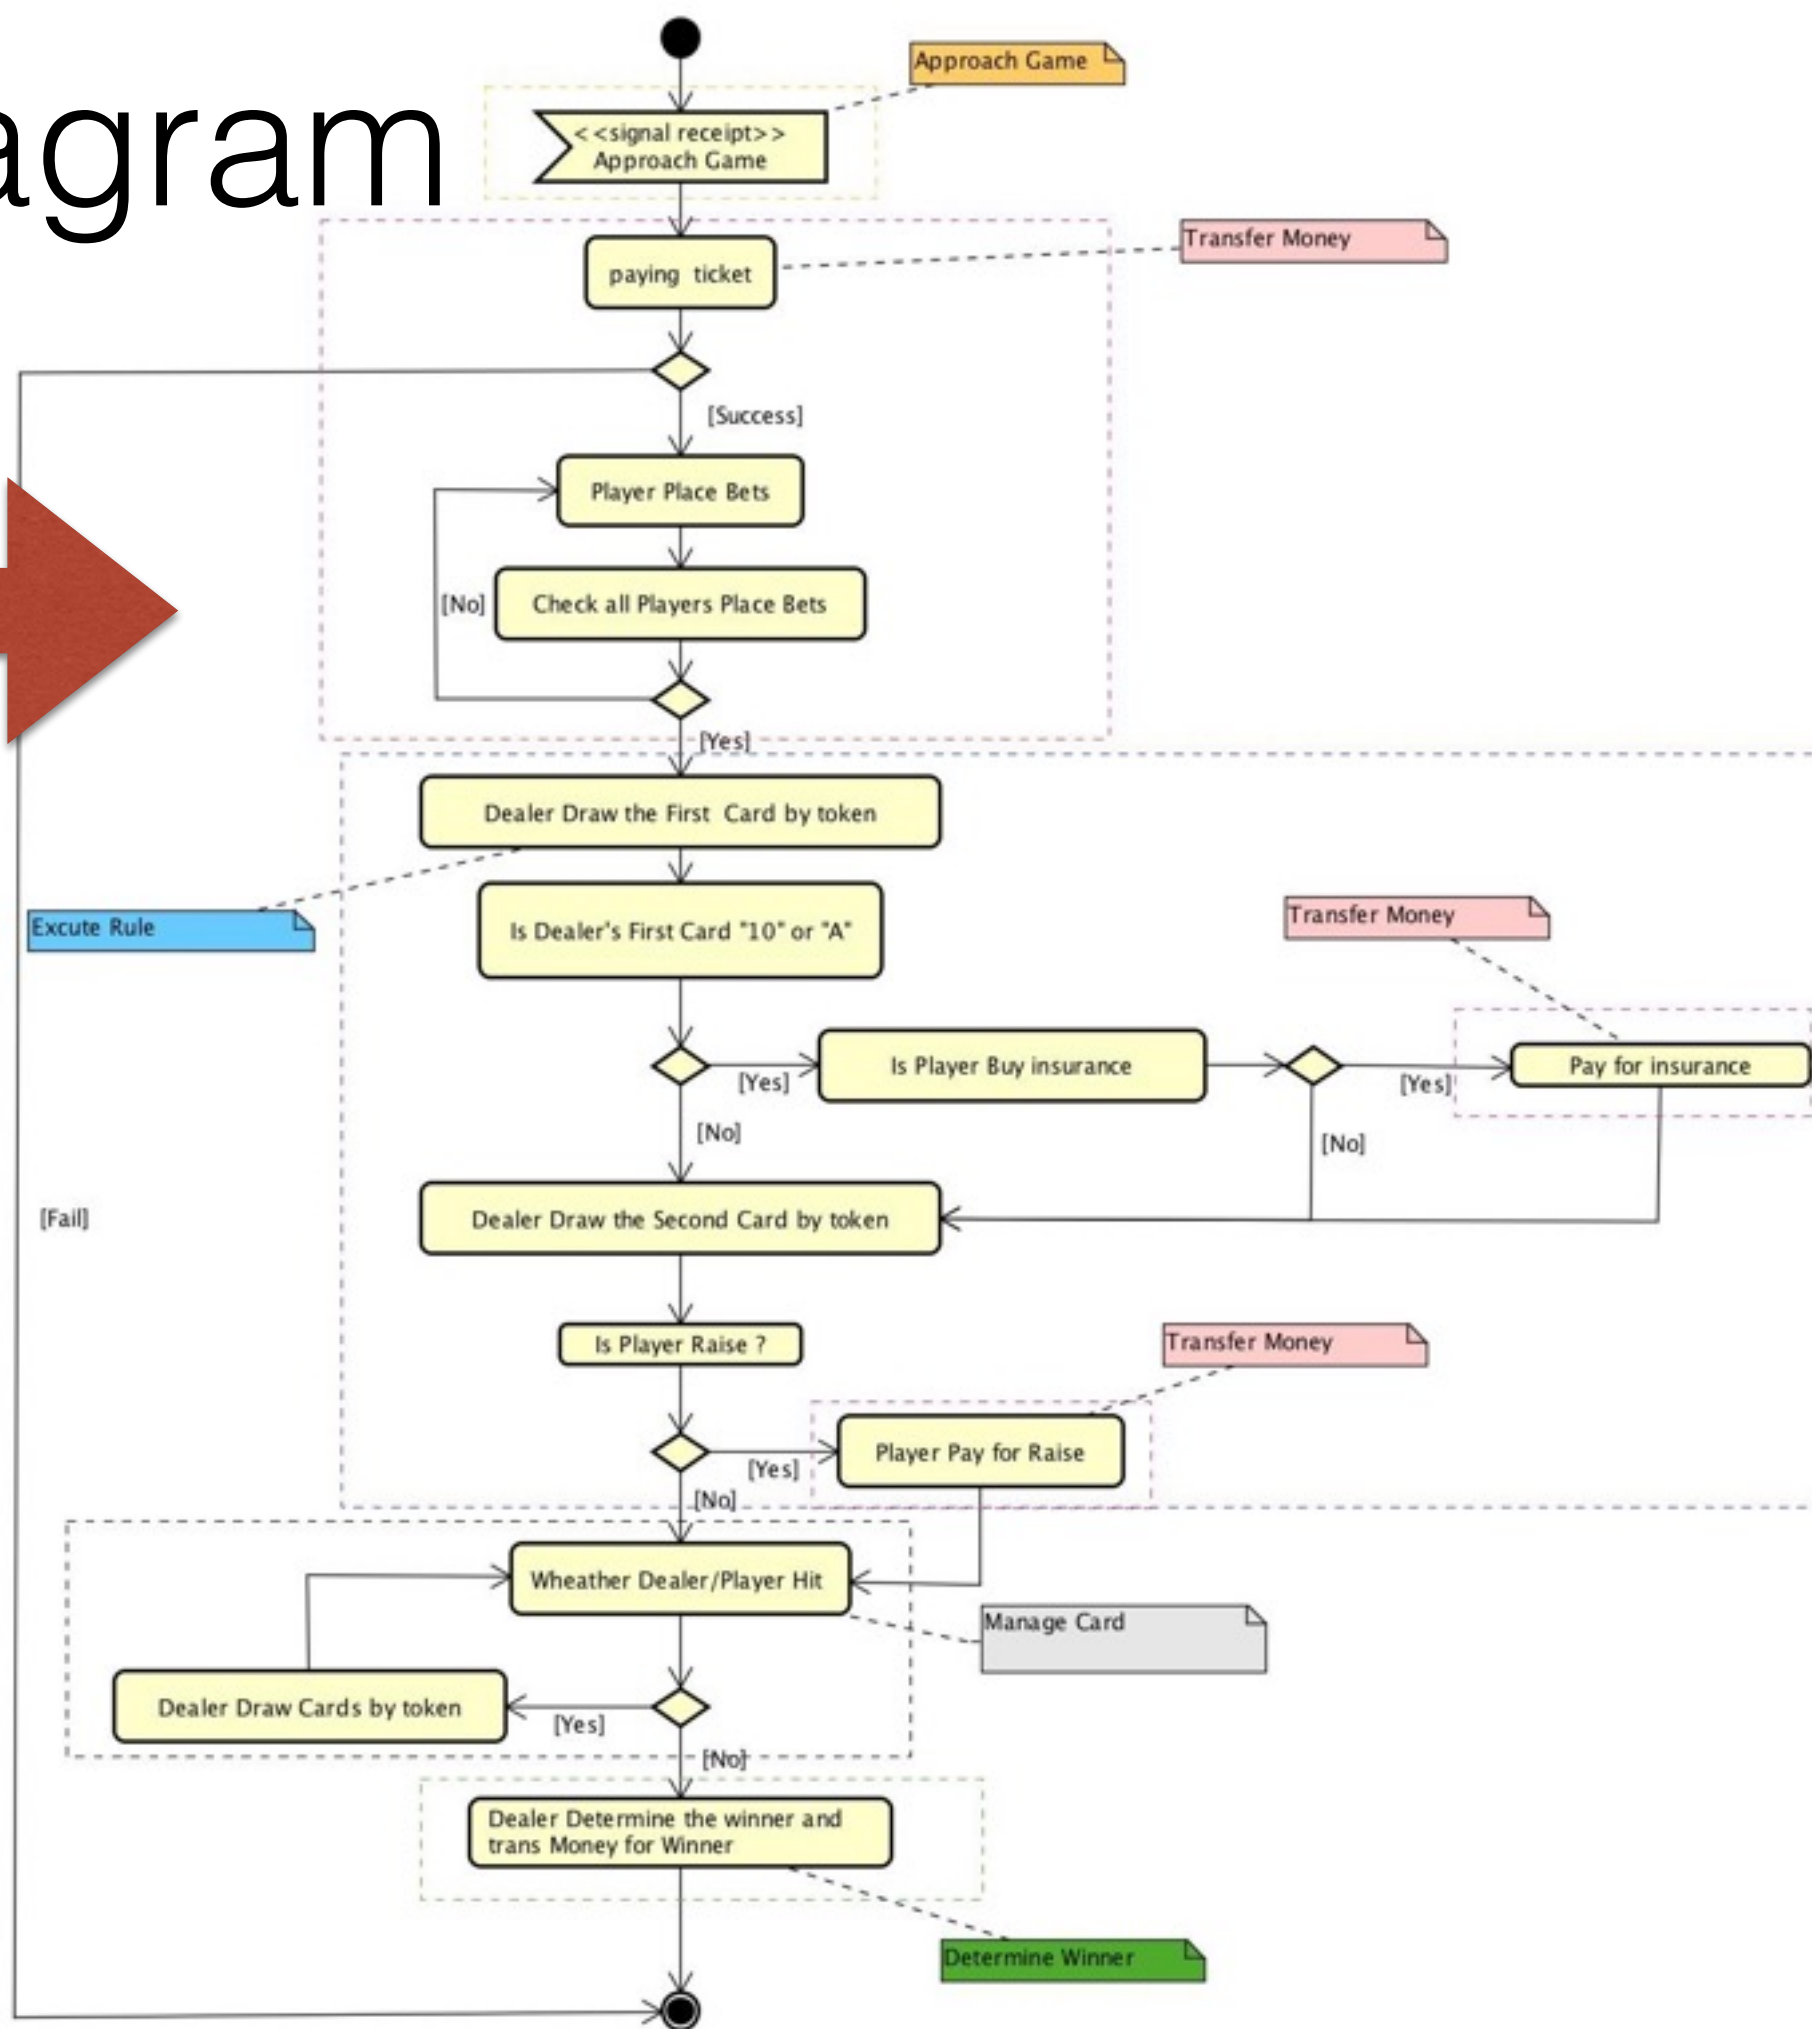 agram
Approach Game
<<signal receipt>>
Approach Game
Transfer Money
paying ticket
[Success]
Player Place Bets
[No]
Check all Players Place Bets
[Yes]
Dealer Draw the First Card by token
Excute Rule
Is Dealer's First Card "10" or "A"
Transfer Money
Is Player Buy insurance
Pay for insurance
[Yes]
[Yes]
[No]
[No]
Dealer Draw the Second Card by token
[Fail]
Is Player Raise ?
Transfer Money
Player Pay for Raise
[Yes]
[No]
Wheather Dealer/Player Hit
Manage Card
Dealer Draw Cards by token
[Yes]
[No]
Dealer Determine the winner and
trans Money for Winner
Determine Winner